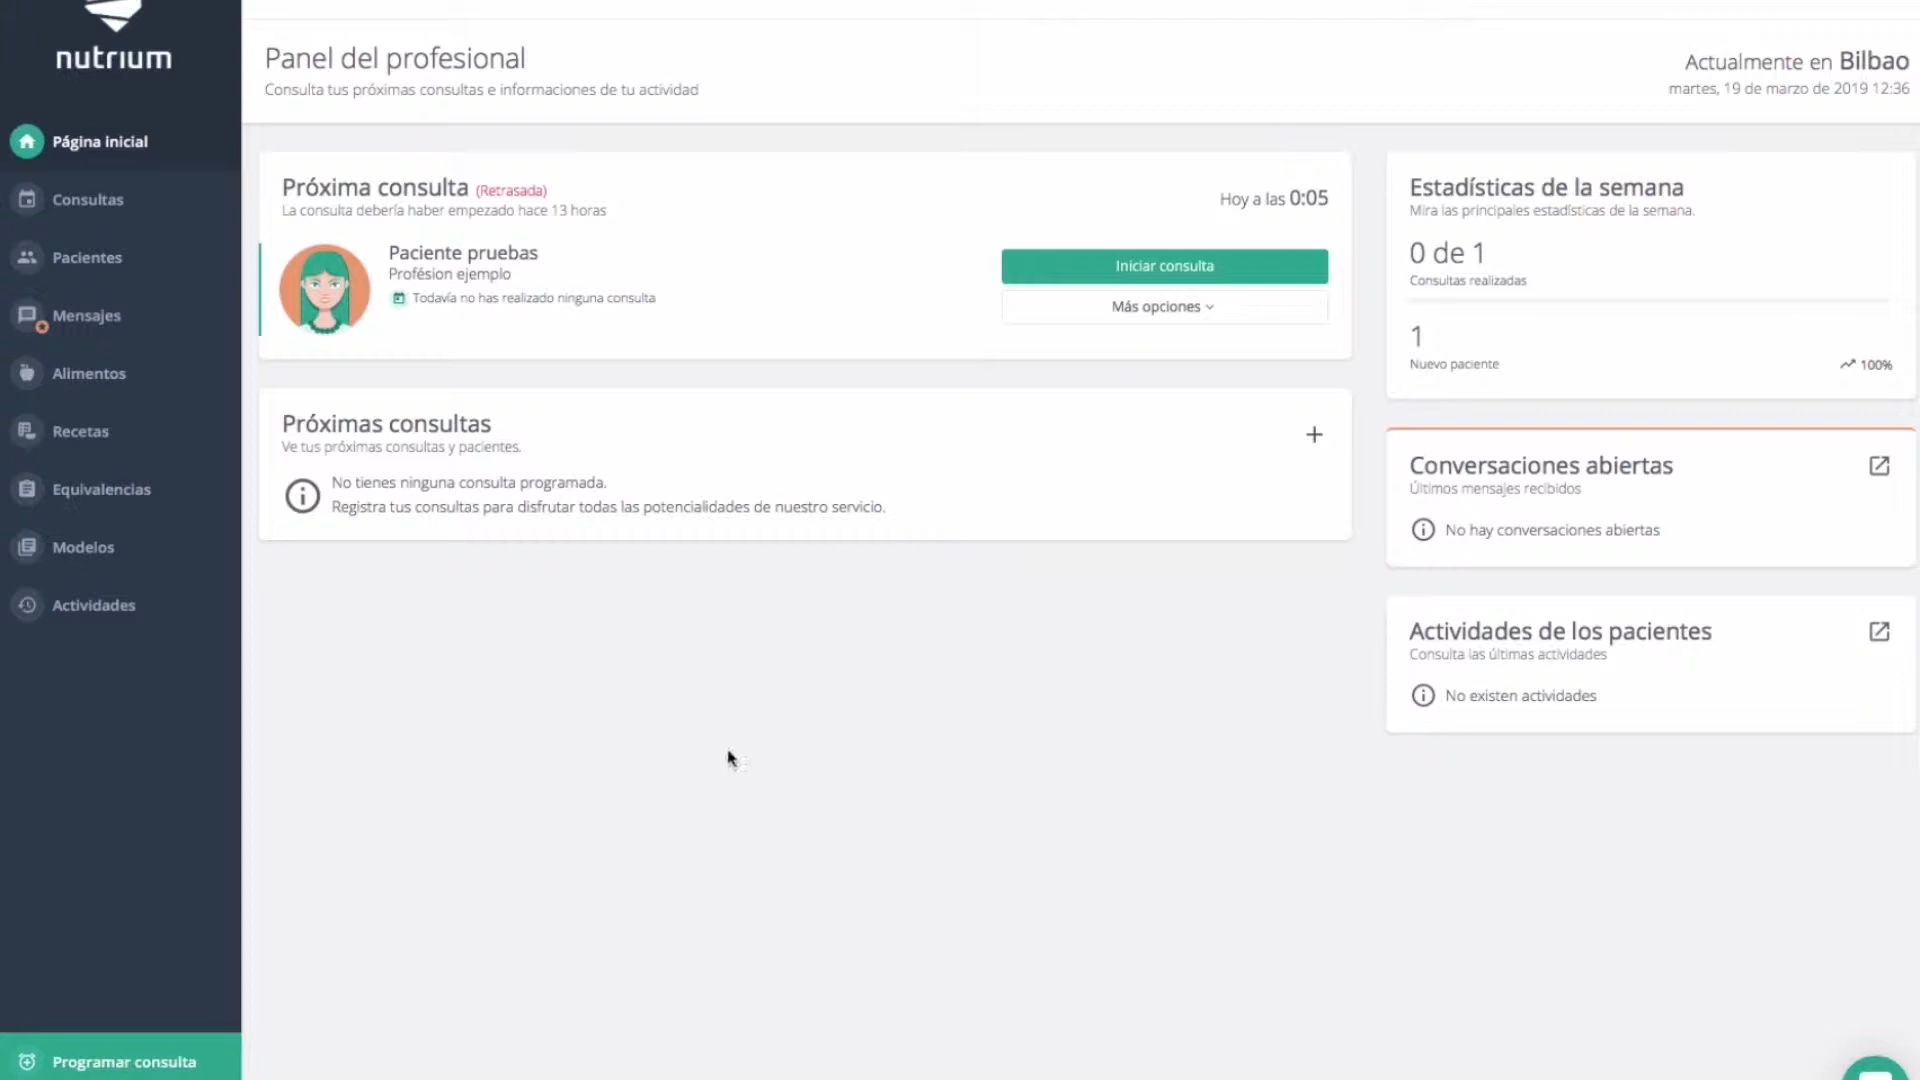 nutrium
Página inicial
Consultas
Pacientes
Mensajes
Alimentos
Recetas
Equivalencias
Modelos
Actividades
Programar consulta
Panel del profesional
Consulta tus próximas consultas e informaciones de tu actividad
Actualmente en Bilbao
martes, 19 de marzo de 2019 12:36
Próxima consulta (Retrasada)
La consulta debería haber empezado hace 13 horas
Hoy a las 0:05
Paciente pruebas
Profésion ejemplo
Todavía no has realizado ninguna consulta
Iniciar consulta
Más opciones
Próximas consultas
Ve tus próximas consultas y pacientes.
No tienes ninguna consulta programada.
Registra tus consultas para disfrutar todas las potencialidades de nuestro servicio.
Estadísticas de la semana
Mira las principales estadísticas de la semana.
0 de 1
Consultas realizadas
1
Nuevo paciente
100%
Conversaciones abiertas
Últimos mensajes recibidos
No hay conversaciones abiertas
Actividades de los pacientes
Consulta las últimas actividades
No existen actividades